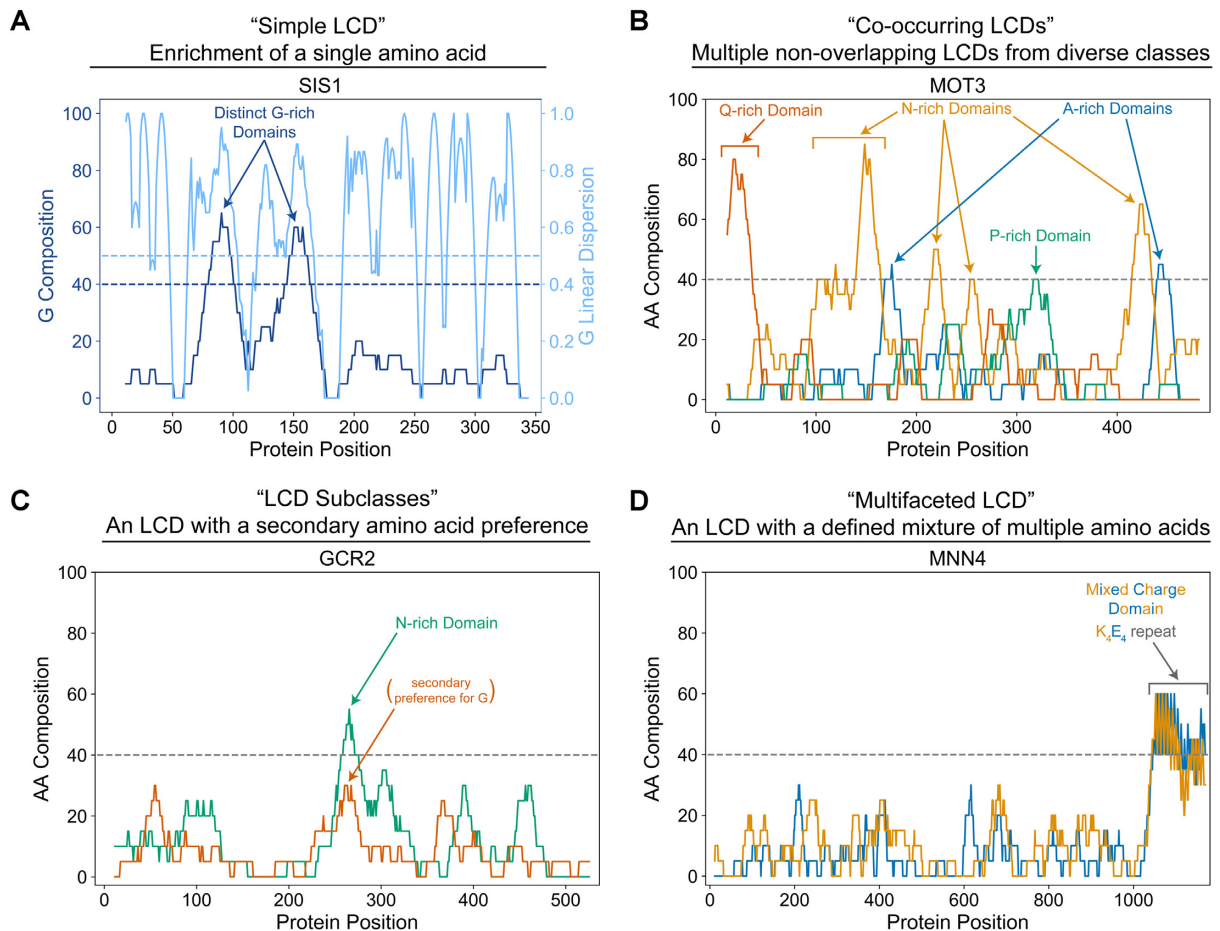 A
“Simple LCD”
Enrichment of a single amino acid
SIS1
Distinct G-rich
Domains
G Composition
100
80
60
40
20
0
G Linear Dispersion
1.0
0.8
0.6
0.4
0.2
0.0
0 50 100 150 200 250 300 350
Protein Position
B
“Co-occurring LCDs”
Multiple non-overlapping LCDs from diverse classes
MOT3
Q-rich Domain
N-rich Domains
A-rich Domains
P-rich Domain
AA Composition
100
80
60
40
20
0
0 100 200 300 400
Protein Position
C
“LCD Subclasses”
An LCD with a secondary amino acid preference
GCR2
N-rich Domain
(secondary
preference for G)
AA Composition
100
80
60
40
20
0
0 100 200 300 400 500
Protein Position
D
“Multifaceted LCD”
An LCD with a defined mixture of multiple amino acids
MNN4
Mixed Charge
Domain
K₄E₄ repeat
AA Composition
100
80
60
40
20
0
0 200 400 600 800 1000
Protein Position